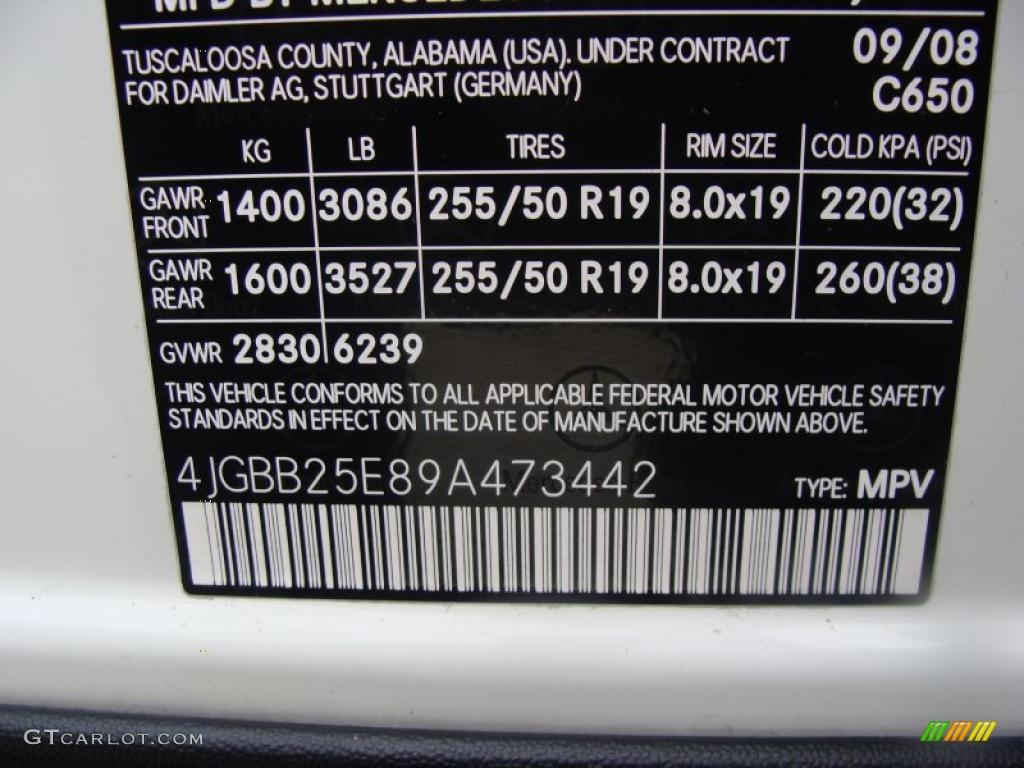 MFD BY
TUSCALOOSA COUNTY, ALABAMA (USA). UNDER CONTRACT
FOR DAIMLER AG, STUTTGART (GERMANY)
09/08
C650
KG LB TIRES RIM SIZE COLD KPA (PSI)
GAWR FRONT 1400 3086 255/50 R19 8.0x19 220(32)
GAWR REAR 1600 3527 255/50 R19 8.0x19 260(38)
GVWR 2830 6239
THIS VEHICLE CONFORMS TO ALL APPLICABLE FEDERAL MOTOR VEHICLE SAFETY
STANDARDS IN EFFECT ON THE DATE OF MANUFACTURE SHOWN ABOVE.
4JGBB25E89A473442 TYPE: MPV
GTCARLOT.COM